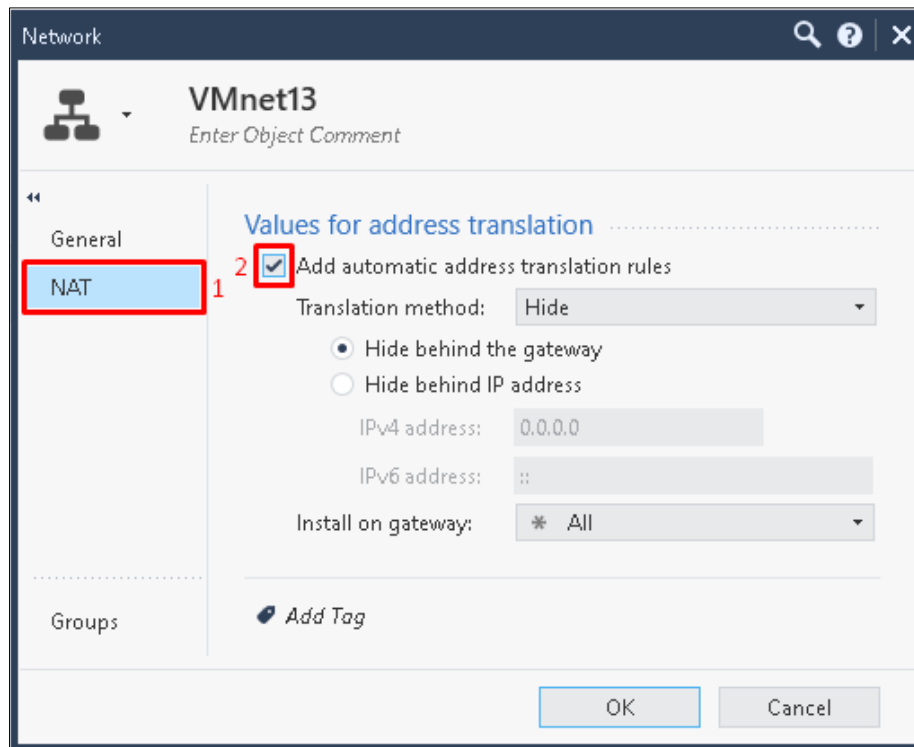 Network
VMnet13
Enter Object Comment
General
NAT
1
Groups
Values for address translation
2
Add automatic address translation rules
Translation method: Hide
Hide behind the gateway
Hide behind IP address
IPv4 address: 0.0.0.0
IPv6 address: ::
Install on gateway: * All
Add Tag
OK
Cancel